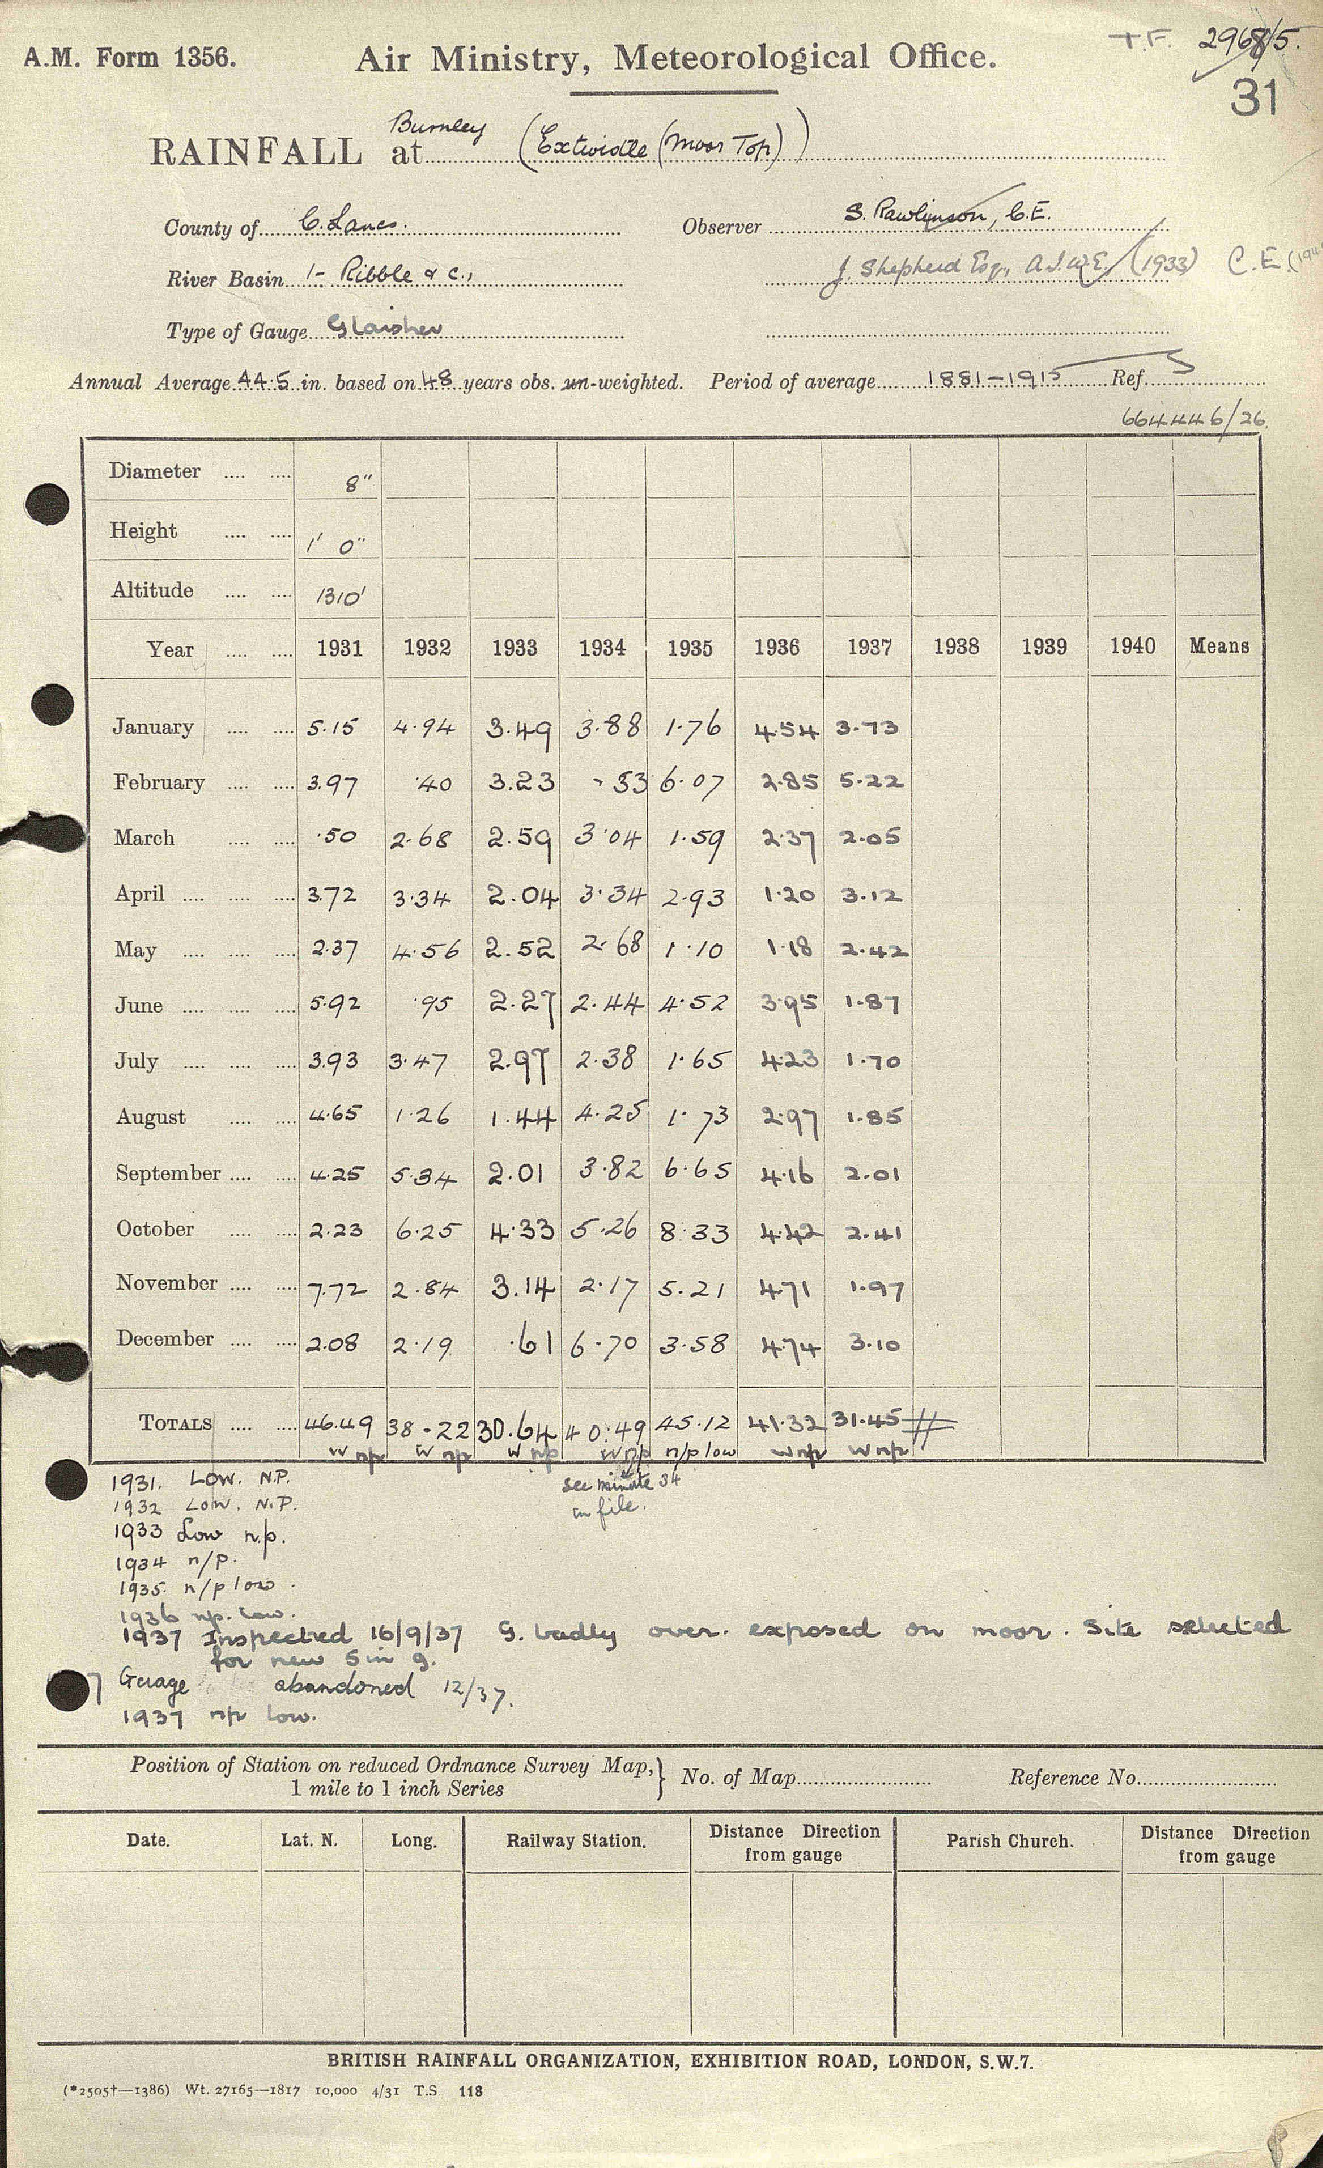 T.F. 2968/5.
A.M. Form 1356. Air Ministry, Meteorological Office.
31
RAINFALL at Burnley (Extwistle (Moor Top))
County of C. Lancs. Observer S. Rawlinson, C.E.
River Basin 1- Ribble & c., J. Shepherd Esq., A.I.W.E. (1933) C.E.
Type of Gauge Glaisher
Annual Average 44.5 in. based on 48 years obs. un-weighted. Period of average 1881-1915 Ref. 5
664446/26
Diameter .... .... 8"
Height .... .... 1' 0"
Altitude .... .... 1310'
Year .... .... 1931 1932 1933 1934 1935 1936 1937 1938 1939 1940 Means
January .... .... 5.15 4.94 3.49 3.88 1.76 4.54 3.73
February .... .... 3.97 .40 3.23 .53 6.07 2.85 5.22
March .... .... .50 2.68 2.59 3.04 1.59 2.37 2.05
April .... .... .... 3.72 3.34 2.04 3.34 2.93 1.20 3.12
May .... .... .... 2.37 4.56 2.52 2.68 1.10 1.18 2.42
June .... .... .... 5.92 .95 2.27 2.44 4.52 3.95 1.87
July .... .... .... 3.93 3.47 2.97 2.38 1.65 4.23 1.70
August .... .... 4.65 1.26 1.44 4.25 1.73 2.97 1.85
September .... .... 4.25 5.34 2.01 3.82 6.65 4.16 2.01
October .... .... 2.23 6.25 4.33 5.26 8.33 4.42 2.41
November .... .... 7.72 2.84 3.14 2.17 5.21 4.71 1.97
December .... .... 2.08 2.19 .61 6.70 3.58 4.74 3.10
TOTALS .... .... 46.49 38-22 30.64 40.49 45.12 41.32 31.45 #
W np W np W np W np n/p low W np W np
1931. Low. N.P. see minute 34
1932 Low. N.P. on file.
1933 Low n.p.
1934 n/p.
1935. n/p low.
1936 np. low.
1937 Inspected 16/9/37 G. badly over. exposed on moor. Site selected
for new 5 in g.
Guage abandoned 12/37.
1937 np low.
Position of Station on reduced Ordnance Survey Map, } No. of Map Reference No.
1 mile to 1 inch Series
Date. Lat. N. Long. Railway Station. Distance Direction from gauge Parish Church. Distance Direction from gauge
BRITISH RAINFALL ORGANIZATION, EXHIBITION ROAD, LONDON, S.W.7.
(*2505†—1386) Wt. 27165—1817 10,000 4/31 T.S 118